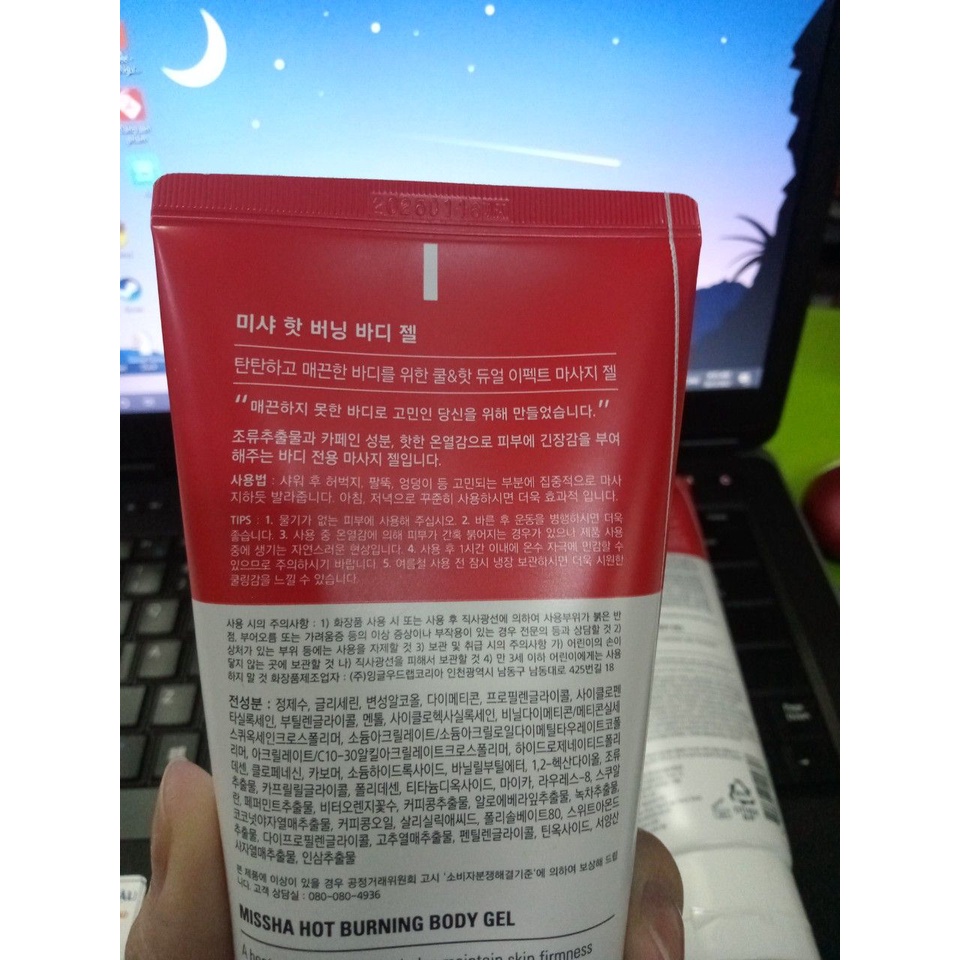 미샤 핫 버닝 바디 젤
탄탄하고 매끈한 바디를 위한 쿨&핫 듀얼 이펙트 마사지 젤
“매끈하지 못한 바디로 고민인 당신을 위해 만들었습니다.”
조류추출물과 카페인 성분, 핫한 온열감으로 피부에 긴장감을 부여
해주는 바디 전용 마사지 젤입니다.
사용법 : 샤워 후 허벅지, 팔뚝, 엉덩이 등 고민되는 부분에 집중적으로 마사
지하듯 발라줍니다. 아침, 저녁으로 꾸준히 사용하시면 더욱 효과적 입니다.
TIPS : 1. 물기가 없는 피부에 사용해 주십시오. 2. 바른 후 운동을 병행하시면 더욱
좋습니다. 3. 사용 중 온열감에 의해 피부가 간혹 붉어지는 경우가 있으나 제품 사용
중에 생기는 자연스러운 현상입니다. 4. 사용 후 1시간 이내에 온수 자극에 민감할 수
있으므로 주의하시기 바랍니다. 5. 여름철 사용 전 잠시 냉장 보관하시면 더욱 시원한
쿨링감을 느낄 수 있습니다.
사용 시의 주의사항 : 1) 화장품 사용 시 또는 사용 후 직사광선에 의하여 사용부위가 붉은 반
점, 부어오름 또는 가려움증 등의 이상 증상이나 부작용이 있는 경우 전문의 등과 상담할 것 2)
상처가 있는 부위 등에는 사용을 자제할 것 3) 보관 및 취급 시의 주의사항 가) 어린이의 손이
닿지 않는 곳에 보관할 것 나) 직사광선을 피해서 보관할 것 4) 만 3세 이하 어린이에게는 사용
하지 말 것 화장품제조업자 : (주)잉글우드랩코리아 인천광역시 남동구 남동대로 425번길 18
전성분 : 정제수, 글리세린, 변성알코올, 다이메티콘, 프로필렌글라이콜, 사이클로펜
타실록세인, 부틸렌글라이콜, 멘톨, 사이클로헥사실록세인, 비닐다이메티콘/메티콘실세
스퀴옥세인크로스폴리머, 소듐아크릴레이트/소듐아크릴로일다이메틸타우레이트코폴
리머, 아크릴레이트/C10-30알킬아크릴레이트크로스폴리머, 하이드로제네이티드폴리
데센, 클로페네신, 카보머, 소듐하이드록사이드, 바닐릴부틸에터, 1,2-헥산다이올, 조류
추출물, 카프릴릴글라이콜, 폴리데센, 티타늄디옥사이드, 마이카, 라우레스-8, 스쿠알
란, 페퍼민트추출물, 비터오렌지꽃수, 커피콩추출물, 알로에베라잎추출물, 녹차추출물,
코코넛야자열매추출물, 커피콩오일, 살리실릭애씨드, 폴리솔베이트80, 스위트아몬드
추출물, 다이프로필렌글라이콜, 고추열매추출물, 펜틸렌글라이콜, 틴옥사이드, 서양산
사자열매추출물, 인삼추출물
본 제품에 이상이 있을 경우 공정거래위원회 고시 '소비자분쟁해결기준'에 의하여 보상해 드립
니다. 고객 상담실 : 080-080-4936
MISSHA HOT BURNING BODY GEL
maintain skin firmness